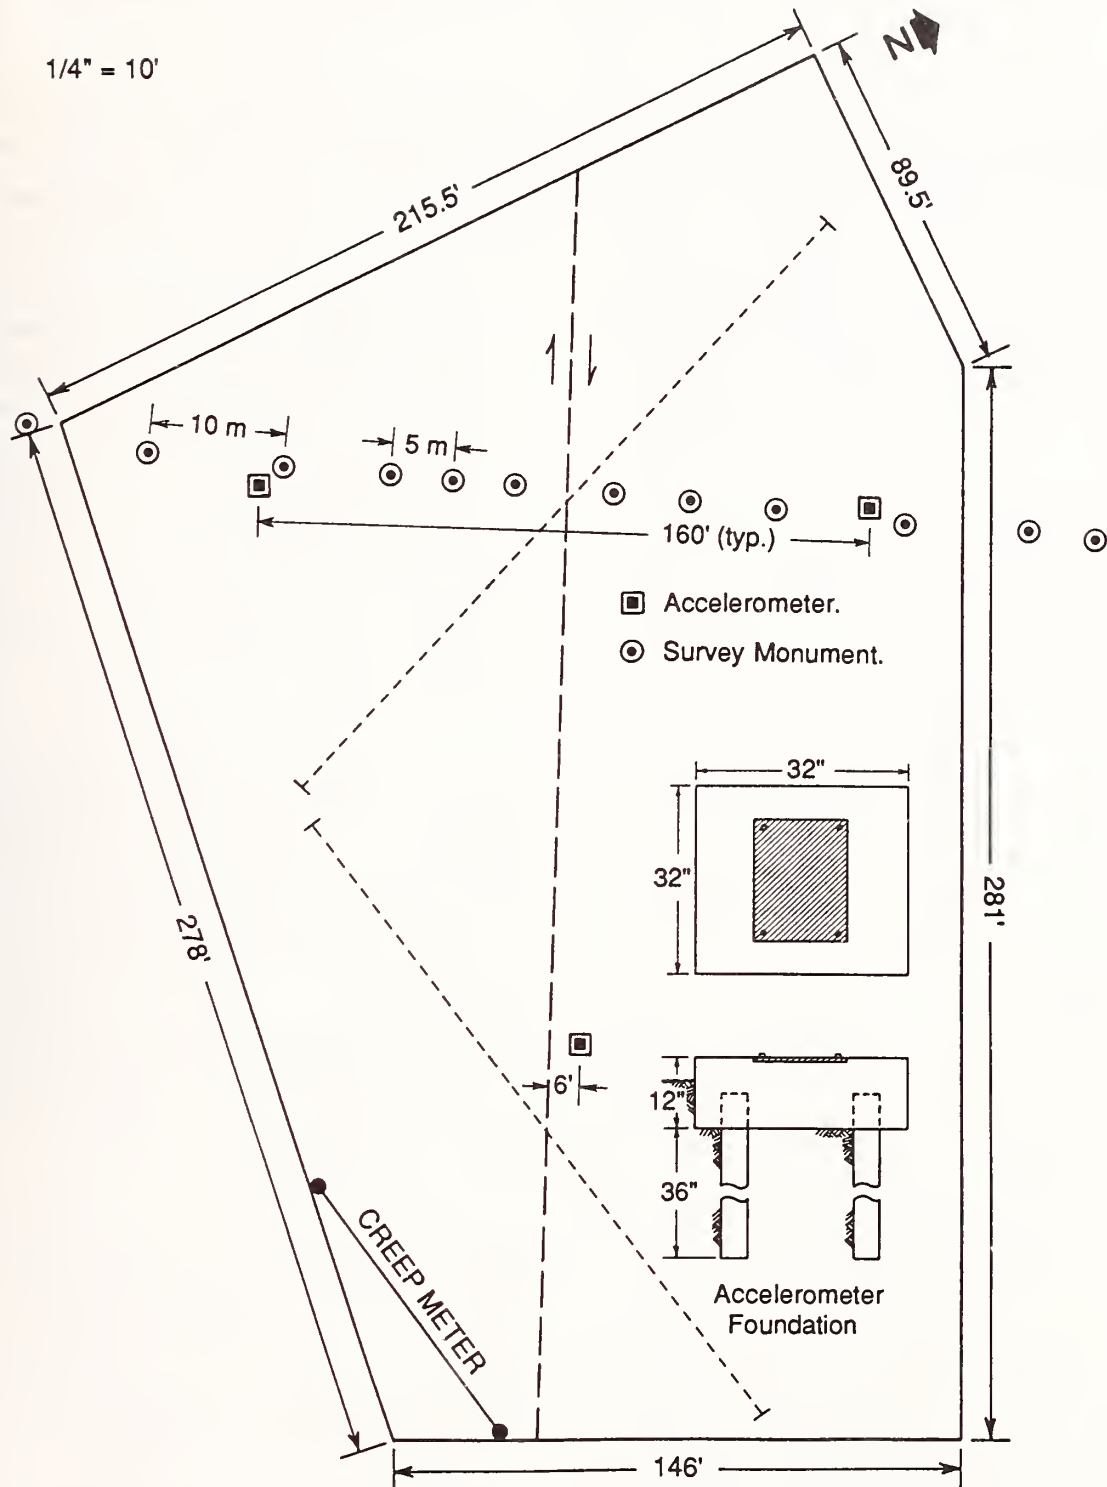 1/4" = 10'
N
215.5'
89.5'
10 m
5 m
160' (typ.)
Accelerometer.
Survey Monument.
32"
32"
281'
278'
6'
12"
36"
CREEP METER
Accelerometer
Foundation
146'